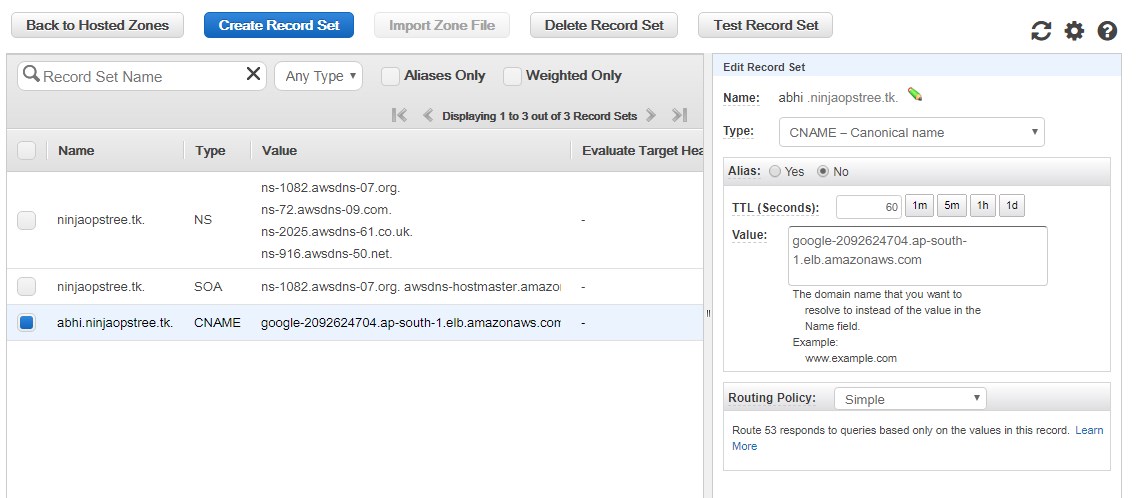 Back to Hosted Zones Create Record Set Import Zone File Delete Record Set Test Record Set
Record Set Name Any Type Aliases Only Weighted Only
Displaying 1 to 3 out of 3 Record Sets
Name Type Value Evaluate Target Hea
ninjaopstree.tk. NS ns-1082.awsdns-07.org. -
ns-72.awsdns-09.com.
ns-2025.awsdns-61.co.uk.
ns-916.awsdns-50.net.
ninjaopstree.tk. SOA ns-1082.awsdns-07.org. awsdns-hostmaster.amazo -
abhi.ninjaopstree.tk. CNAME google-2092624704.ap-south-1.elb.amazonaws.com -
Edit Record Set
Name: abhi .ninjaopstree.tk.
Type: CNAME – Canonical name
Alias: Yes No
TTL (Seconds): 60 1m 5m 1h 1d
Value: google-2092624704.ap-south-
1.elb.amazonaws.com
The domain name that you want to
resolve to instead of the value in the
Name field.
Example:
www.example.com
Routing Policy: Simple
Route 53 responds to queries based only on the values in this record. Learn
More